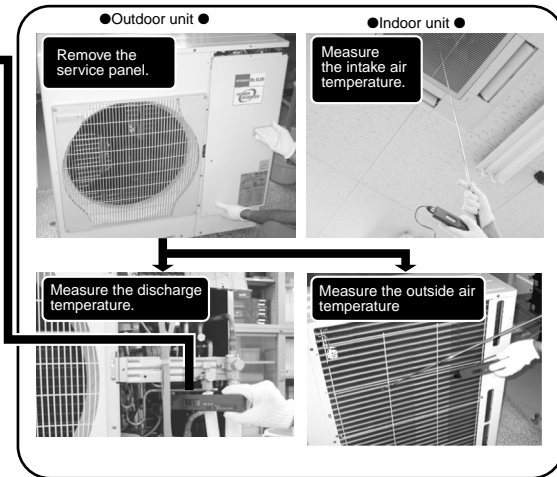 ●Outdoor unit ●
●Indoor unit ●
Remove the
service panel.
Measure
the intake air
temperature.
Measure the discharge
temperature.
Measure the outside air
temperature